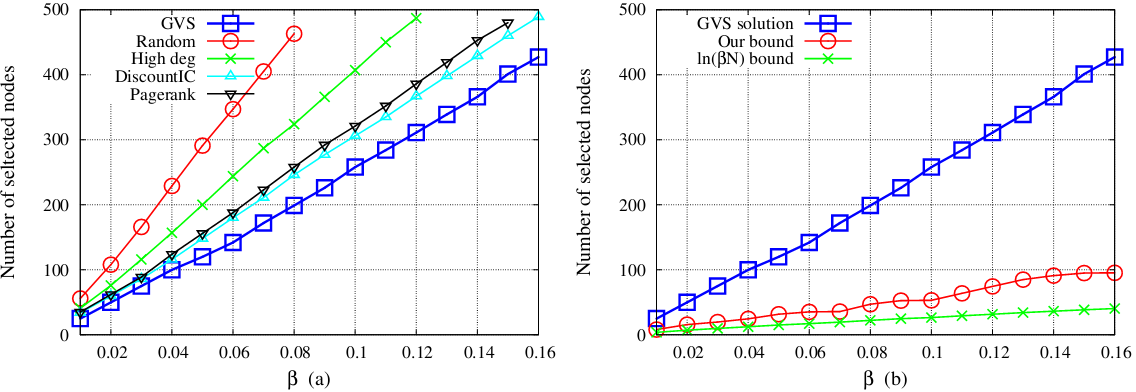 Number of seltected nodes
500
400
300
200
100
0
GVS
Random
High deg
DiscountIC
Pagerank
0.02 0.04 0.06 0.08 0.1 0.12 0.14 0.16
β (a)
Number of selected nodes
500
400
300
200
100
0
GVS solution
Our bound
ln(βN) bound
0.02 0.04 0.06 0.08 0.1 0.12 0.14 0.16
β (b)